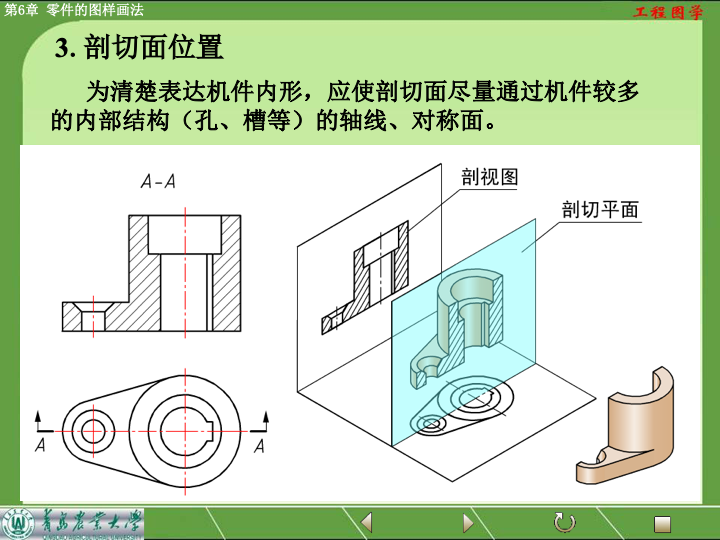 第6章 零件的图样画法
工程图学
3. 剖切面位置
为清楚表达机件内形，应使剖切面尽量通过机件较多
的内部结构（孔、槽等）的轴线、对称面。
A-A
剖视图
剖切平面
A
A
青岛农业大学